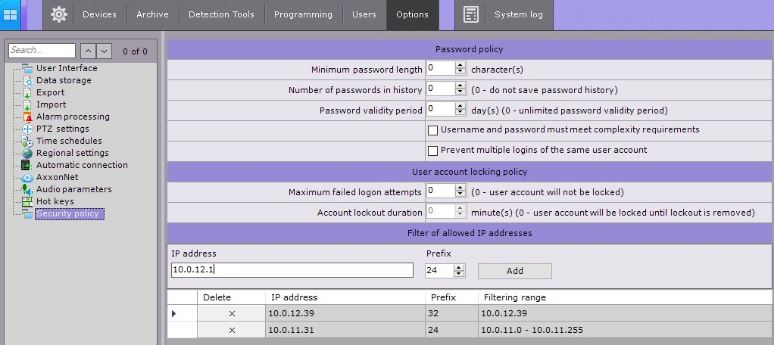 Devices Archive Detection Tools Programming Users Options System log
Search... 0 of 0
User Interface
Data storage
Export
Import
Alarm processing
PTZ settings
Time schedules
Regional settings
Automatic connection
AxxonNet
Audio parameters
Hot keys
Security policy
Password policy
Minimum password length 0 character(s)
Number of passwords in history 0 (0 - do not save password history)
Password validity period 0 day(s) (0 - unlimited password validity period)
Username and password must meet complexity requirements
Prevent multiple logins of the same user account
User account locking policy
Maximum failed logon attempts 0 (0 - user account will not be locked)
Account lockout duration 0 minute(s) (0 - user account will be locked until lockout is removed)
Filter of allowed IP addresses
IP address Prefix
10.0.12.1 24 Add
Delete IP address Prefix Filtering range
10.0.12.39 32 10.0.12.39
10.0.11.31 24 10.0.11.0 - 10.0.11.255